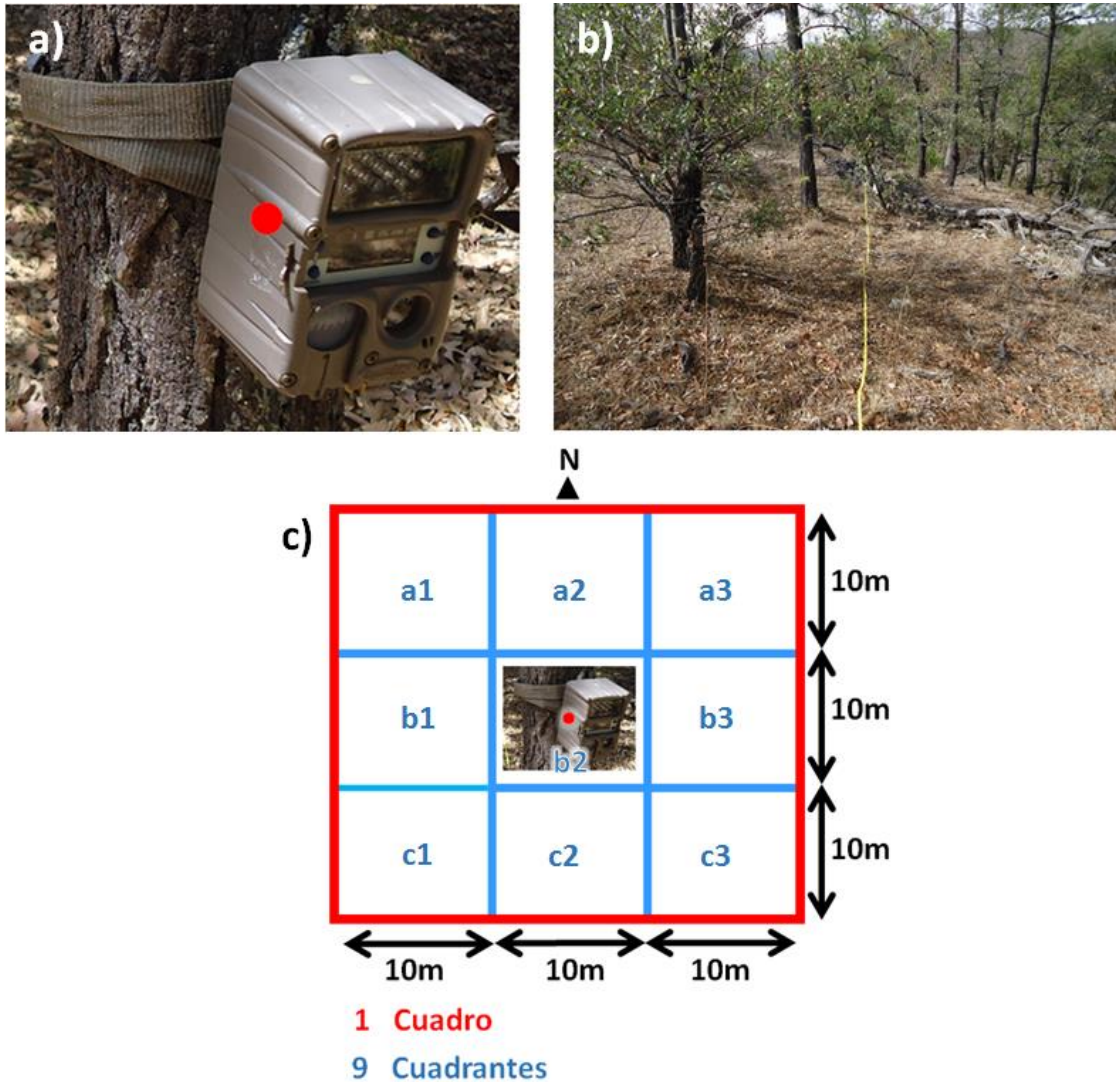 a)
b)
N
c)
a1 a2 a3
10m
b1 b2 b3
10m
c1 c2 c3
10m
10m 10m 10m
1 Cuadro
9 Cuadrantes